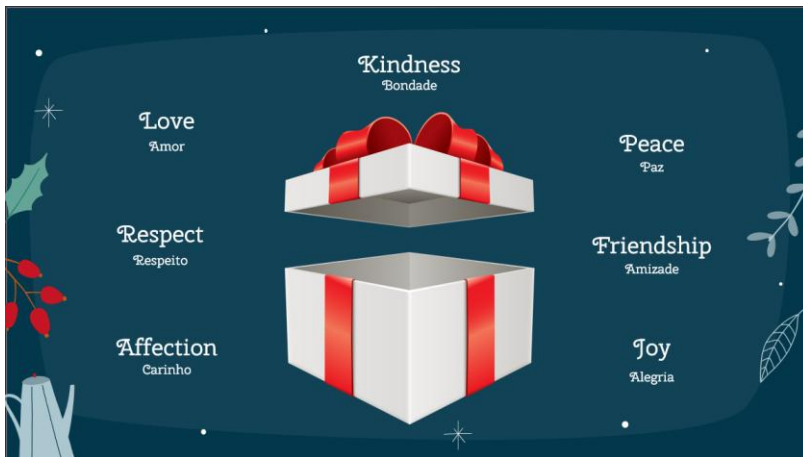 Kindness
Bondade
Love
Amor
Peace
Paz
Respect
Respeito
Friendship
Amizade
Affection
Carinho
Joy
Alegria